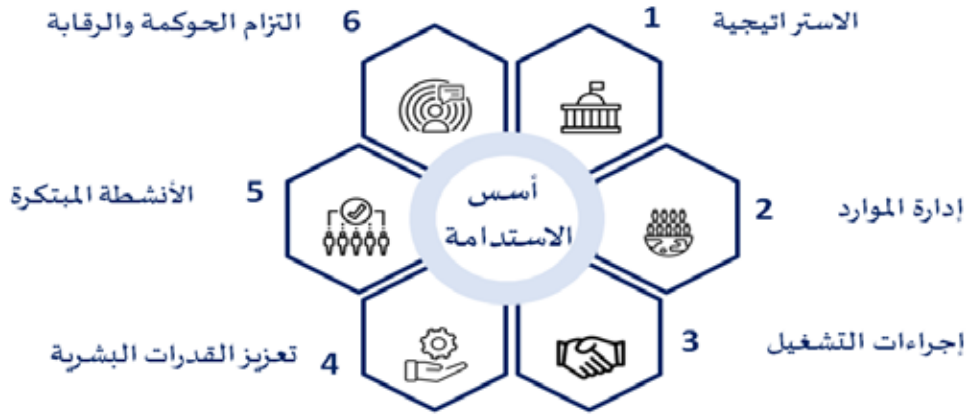 أسس
الاستدامة
1 الاستراتيجية
2 إدارة الموارد
3 إجراءات التشغيل
4 تعزيز القدرات البشرية
5 الأنشطة المبتكرة
6 التزام الحوكمة والرقابة